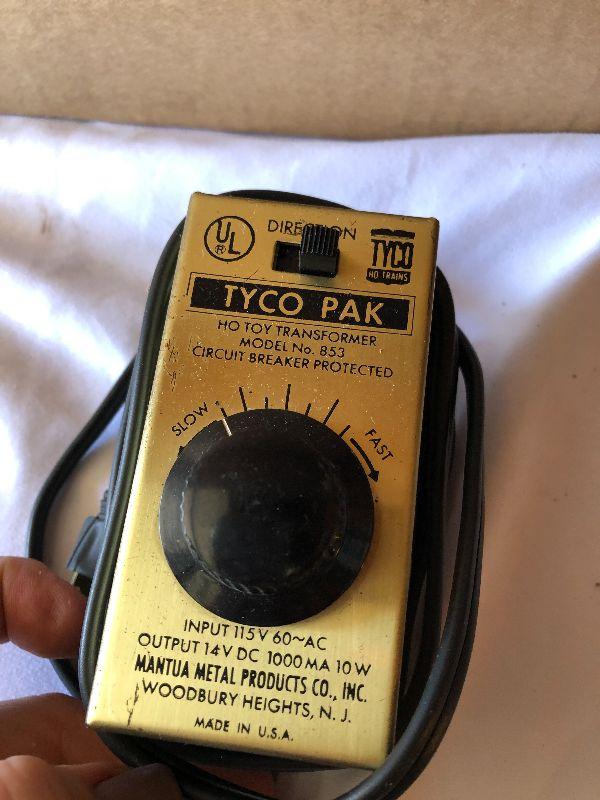 UL
®
DIRECTION
TYCO
HO TRAINS
TYCO PAK
HO TOY TRANSFORMER
MODEL No. 853
CIRCUIT BREAKER PROTECTED
SLOW
FAST
INPUT 115V 60~AC
OUTPUT 14V DC 1000 MA 10W
MANTUA METAL PRODUCTS CO., INC.
WOODBURY HEIGHTS, N. J.
MADE IN U.S.A.